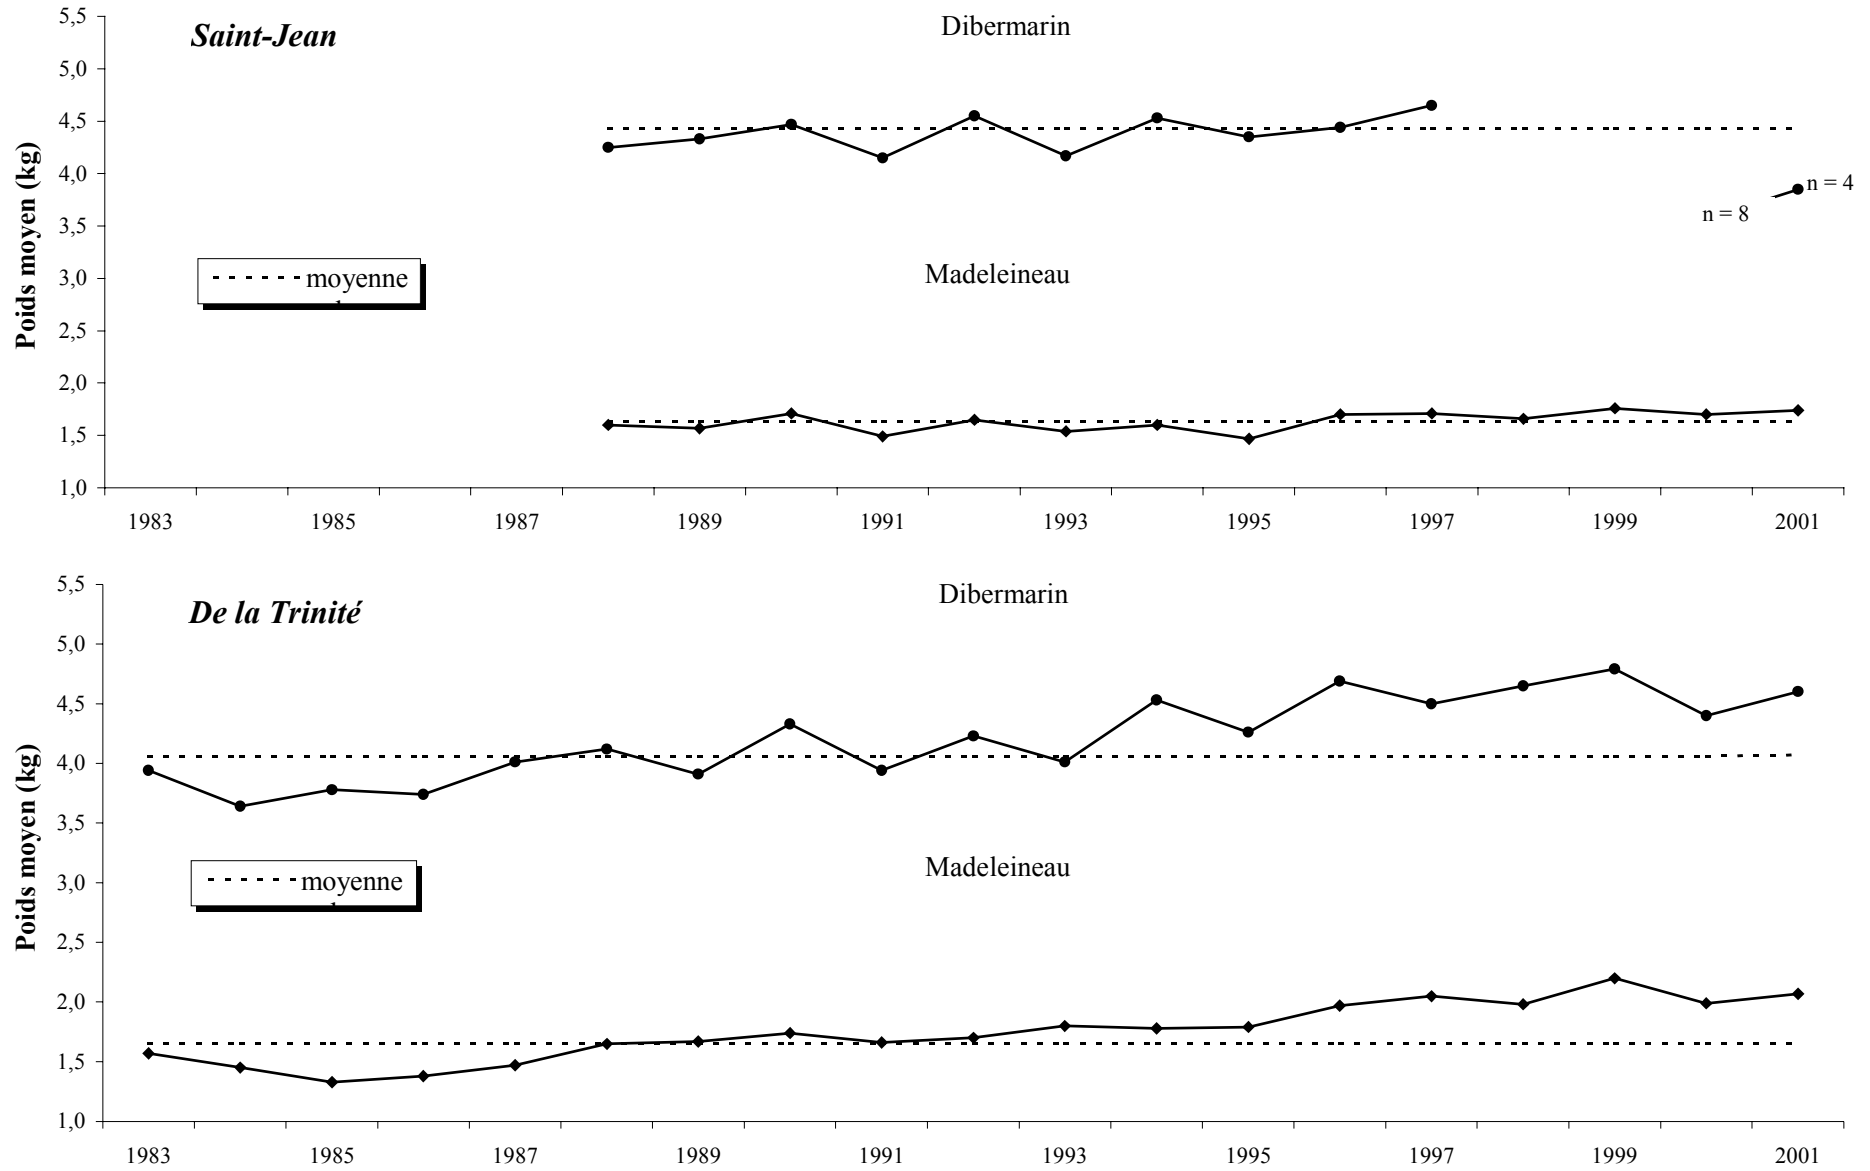 Saint-Jean
Dibermarin
5,5
5,0
4,5
4,0
3,5
3,0
2,5
2,0
1,5
1,0
Poids moyen (kg)
n = 4
n = 8
moyenne
Madeleineau
1983 1985 1987 1989 1991 1993 1995 1997 1999 2001
De la Trinité
Dibermarin
5,5
5,0
4,5
4,0
3,5
3,0
2,5
2,0
1,5
1,0
Poids moyen (kg)
moyenne
Madeleineau
1983 1985 1987 1989 1991 1993 1995 1997 1999 2001